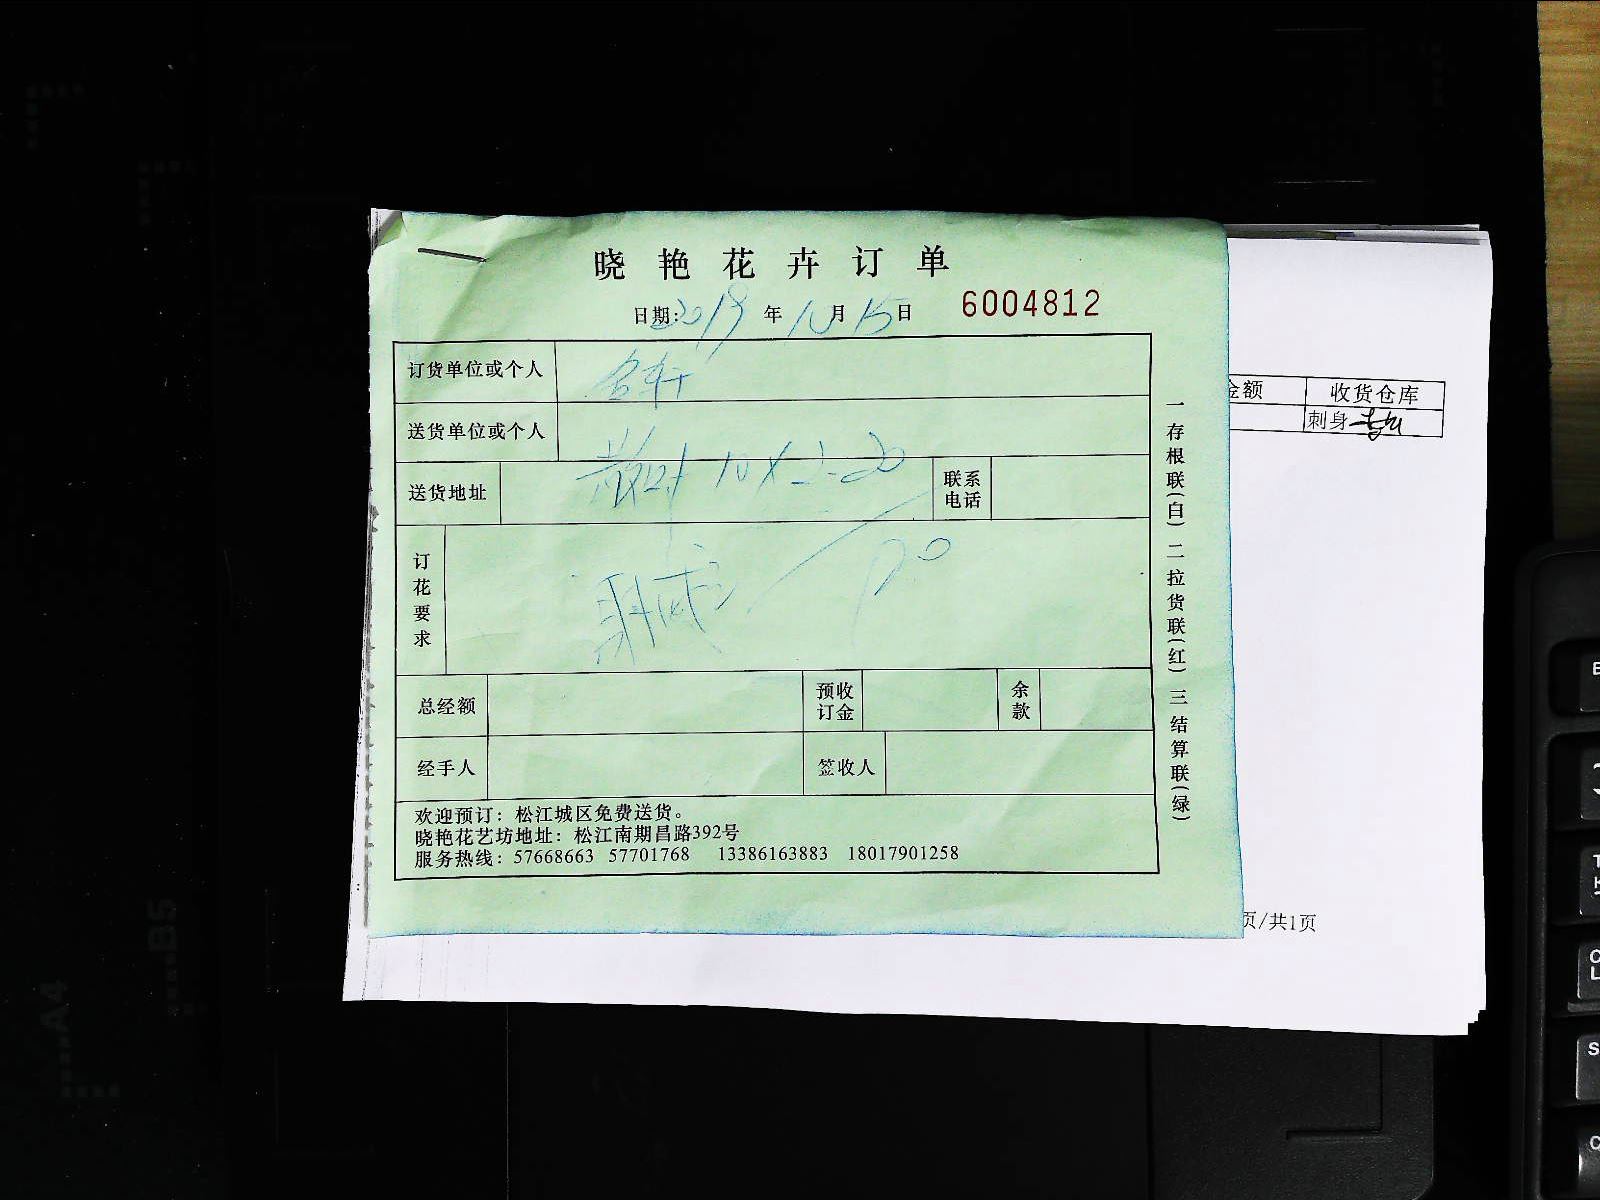 晓艳花卉订单
日期: 2019年10月15日 6004812
订货单位或个人
送货单位或个人
送货地址 10×2=20 联系电话
订花要求
总经额 预收订金 余款
经手人 签收人
欢迎预订：松江城区免费送货。
晓艳花艺坊地址：松江南期昌路392号
服务热线：57668663 57701768 13386163883 18017901258
一存根联(白) 二拉货联(红) 三结算联(绿)
金额 收货仓库
刺身
页/共1页
B5
A4